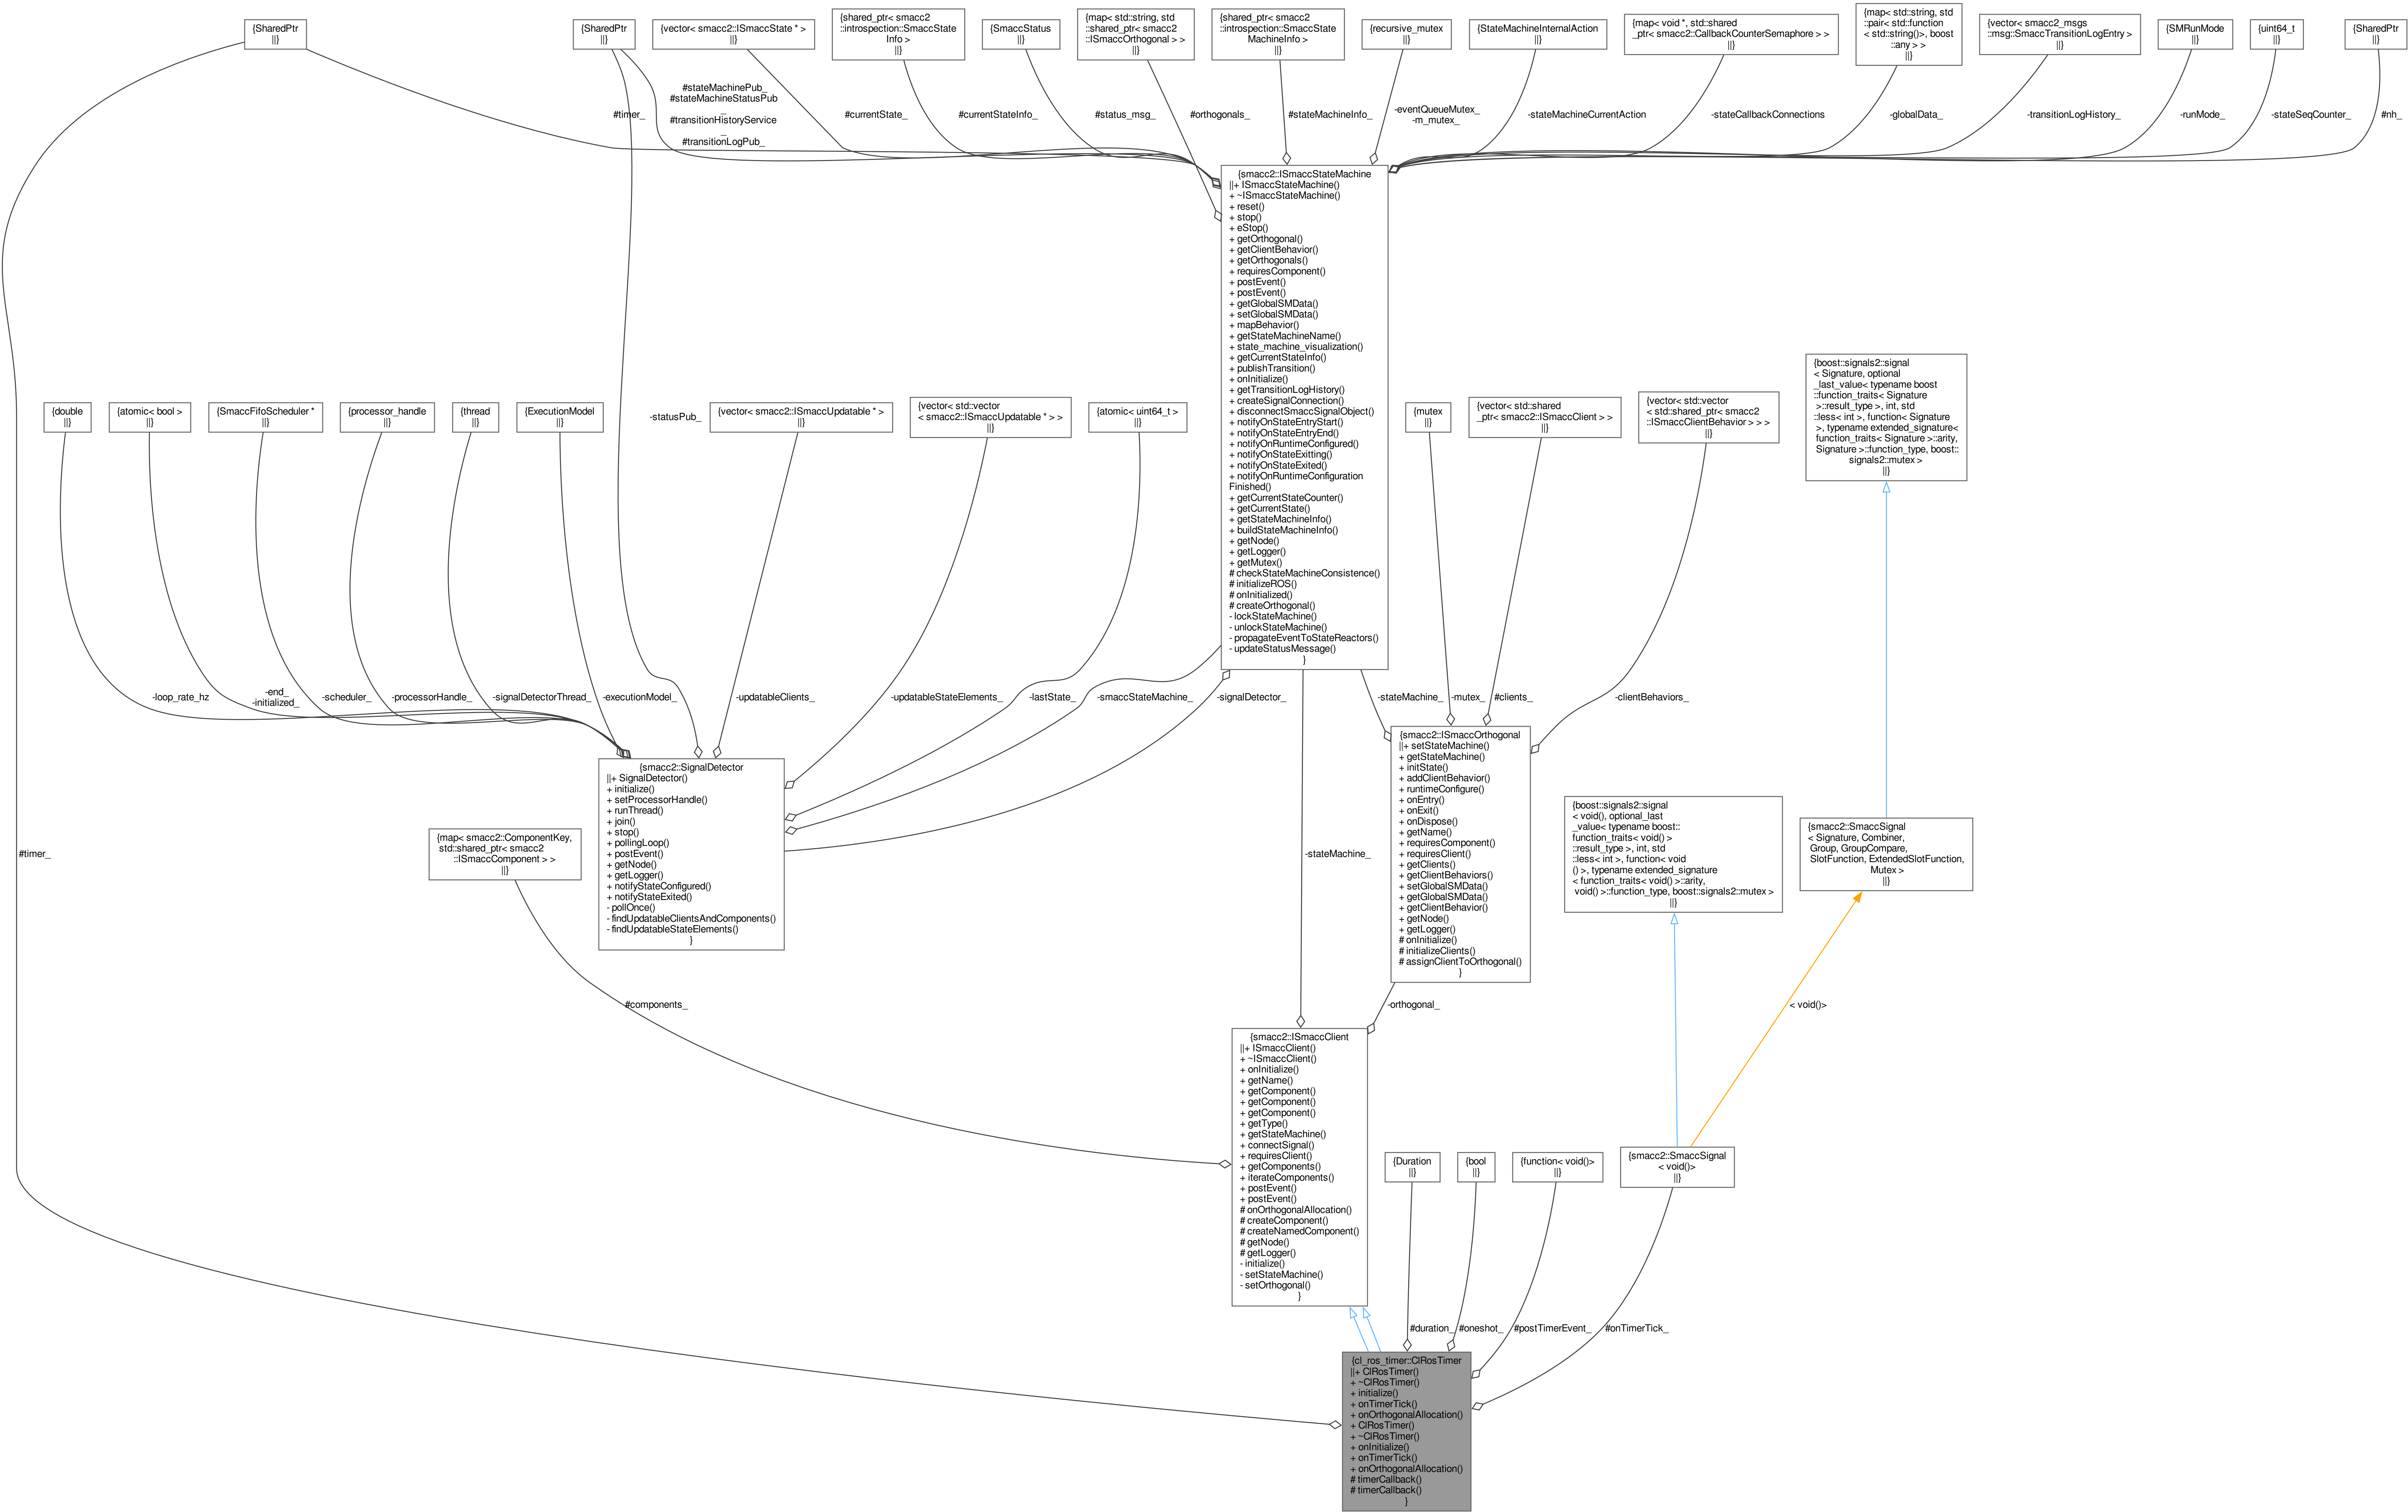 {SharedPtr
||}
{SharedPtr
||}
{vector< smacc2::ISmaccState * >
||}
{shared_ptr< smacc2
::introspection::SmaccState
Info >
||}
{SmaccStatus
||}
{map< std::string, std
::shared_ptr< smacc2
::ISmaccOrthogonal > >
||}
{shared_ptr< smacc2
::introspection::SmaccState
MachineInfo >
||}
{recursive_mutex
||}
{StateMachineInternalAction
||}
{map< void *, std::shared
_ptr< smacc2::CallbackCounterSemaphore > >
||}
{map< std::string, std
::pair< std::function
< std::string()>, boost
::any > >
||}
{vector< smacc2_msgs
::msg::SmaccTransitionLogEntry >
||}
{SMRunMode
||}
{uint64_t
||}
{SharedPtr
||}
#timer_
#stateMachinePub_
#stateMachineStatusPub
_
#transitionHistoryService
_
#transitionLogPub_
#currentState_
#currentStateInfo_
#status_msg_
#orthogonals_
#stateMachineInfo_
-eventQueueMutex_
-m_mutex_
-stateMachineCurrentAction
-stateCallbackConnections
-globalData_
-transitionLogHistory_
-runMode_
-stateSeqCounter_
#nh_
{smacc2::ISmaccStateMachine
||+ ISmaccStateMachine()
+ ~ISmaccStateMachine()
+ reset()
+ stop()
+ eStop()
+ getOrthogonal()
+ getClientBehavior()
+ getOrthogonals()
+ requiresComponent()
+ postEvent()
+ postEvent()
+ getGlobalSMData()
+ setGlobalSMData()
+ mapBehavior()
+ getStateMachineName()
+ state_machine_visualization()
+ getCurrentStateInfo()
+ publishTransition()
+ onInitialize()
+ getTransitionLogHistory()
+ createSignalConnection()
+ disconnectSmaccSignalObject()
+ notifyOnStateEntryStart()
+ notifyOnStateEntryEnd()
+ notifyOnRuntimeConfigured()
+ notifyOnStateExitting()
+ notifyOnStateExited()
+ notifyOnRuntimeConfiguration
Finished()
+ getCurrentStateCounter()
+ getCurrentState()
+ getStateMachineInfo()
+ buildStateMachineInfo()
+ getNode()
+ getLogger()
+ getMutex()
# checkStateMachineConsistence()
# initializeROS()
# onInitialized()
# createOrthogonal()
- lockStateMachine()
- unlockStateMachine()
- propagateEventToStateReactors()
- updateStatusMessage()
}
{boost::signals2::signal
< Signature, optional
_last_value< typename boost
::function_traits< Signature
>::result_type >, int, std
::less< int >, function< Signature
>, typename extended_signature<
function_traits< Signature >::arity,
Signature >::function_type, boost::
signals2::mutex >
||}
{double
||}
{atomic< bool >
||}
{SmaccFifoScheduler *
||}
{processor_handle
||}
{thread
||}
{ExecutionModel
||}
-statusPub_
{vector< smacc2::ISmaccUpdatable * >
||}
{vector< std::vector
< smacc2::ISmaccUpdatable * > >
||}
{atomic< uint64_t >
||}
{mutex
||}
{vector< std::shared
_ptr< smacc2::ISmaccClient > >
||}
{vector< std::vector
< std::shared_ptr< smacc2
::ISmaccClientBehavior > > >
||}
-loop_rate_hz
-end_
-initialized_
-scheduler_
-processorHandle_
-signalDetectorThread_
-executionModel_
-updatableClients_
-updatableStateElements_
-lastState_
-smaccStateMachine_
-signalDetector_
-stateMachine_
-mutex_
#clients_
-clientBehaviors_
{smacc2::SignalDetector
||+ SignalDetector()
+ initialize()
+ setProcessorHandle()
+ runThread()
+ join()
+ stop()
+ pollingLoop()
+ postEvent()
+ getNode()
+ getLogger()
+ notifyStateConfigured()
+ notifyStateExited()
- pollOnce()
- findUpdatableClientsAndComponents()
- findUpdatableStateElements()
}
{smacc2::ISmaccOrthogonal
||+ setStateMachine()
+ getStateMachine()
+ initState()
+ addClientBehavior()
+ runtimeConfigure()
+ onEntry()
+ onExit()
+ onDispose()
+ getName()
+ requiresComponent()
+ requiresClient()
+ getClients()
+ getClientBehaviors()
+ setGlobalSMData()
+ getGlobalSMData()
+ getClientBehavior()
+ getNode()
+ getLogger()
# onInitialize()
# initializeClients()
# assignClientToOrthogonal()
}
{boost::signals2::signal
< void(), optional_last
_value< typename boost::
function_traits< void() >
::result_type >, int, std
::less< int >, function< void
() >, typename extended_signature
< function_traits< void() >::arity,
void() >::function_type, boost::signals2::mutex >
||}
{smacc2::SmaccSignal
< Signature, Combiner,
Group, GroupCompare,
SlotFunction, ExtendedSlotFunction,
Mutex >
||}
{map< smacc2::ComponentKey,
std::shared_ptr< smacc2
::ISmaccComponent > >
||}
#timer_
-stateMachine_
#components_
-orthogonal_
< void()>
{smacc2::ISmaccClient
||+ ISmaccClient()
+ ~ISmaccClient()
+ onInitialize()
+ getName()
+ getComponent()
+ getComponent()
+ getComponent()
+ getType()
+ getStateMachine()
+ connectSignal()
+ requiresClient()
+ getComponents()
+ iterateComponents()
+ postEvent()
+ postEvent()
# onOrthogonalAllocation()
# createComponent()
# createNamedComponent()
# getNode()
# getLogger()
- initialize()
- setStateMachine()
- setOrthogonal()
}
{Duration
||}
{bool
||}
{function< void()>
||}
{smacc2::SmaccSignal
< void()>
||}
#duration_
#oneshot_
#postTimerEvent_
#onTimerTick_
{cl_ros_timer::ClRosTimer
||+ ClRosTimer()
+ ~ClRosTimer()
+ initialize()
+ onTimerTick()
+ onOrthogonalAllocation()
+ ClRosTimer()
+ ~ClRosTimer()
+ onInitialize()
+ onTimerTick()
+ onOrthogonalAllocation()
# timerCallback()
# timerCallback()
}